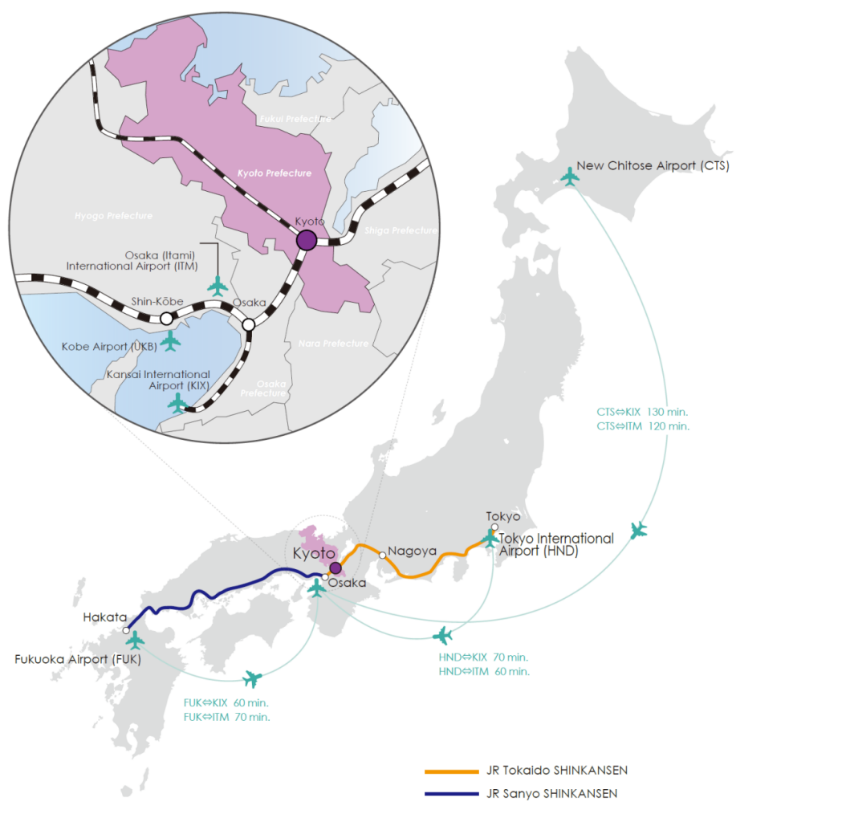 Fukui Prefecture
Kyoto Prefecture
Kyoto
Hyogo Prefecture
Shiga Prefecture
Osaka (Itami)
International Airport (ITM)
Shin-Kōbe
Osaka
Kobe Airport (UKB)
Nara Prefecture
Kansai International
Airport (KIX)
Osaka
Prefecture
New Chitose Airport (CTS)
CTS⇔KIX 130 min.
CTS⇔ITM 120 min.
Tokyo
Tokyo International
Airport (HND)
Kyoto
Nagoya
Osaka
Hakata
Fukuoka Airport (FUK)
HND⇔KIX 70 min.
HND⇔ITM 60 min.
FUK⇔KIX 60 min.
FUK⇔ITM 70 min.
JR Tokaido SHINKANSEN
JR Sanyo SHINKANSEN